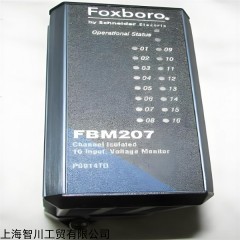 Foxboro
by Schneider Electric
Operational Status
01 09
02 10
03 11
04 12
05 13
06 14
07 15
08 16
FBM207
Channel Isolated
16 Input, Voltage Monitor
P0914TD
上海智川工贸有限公司